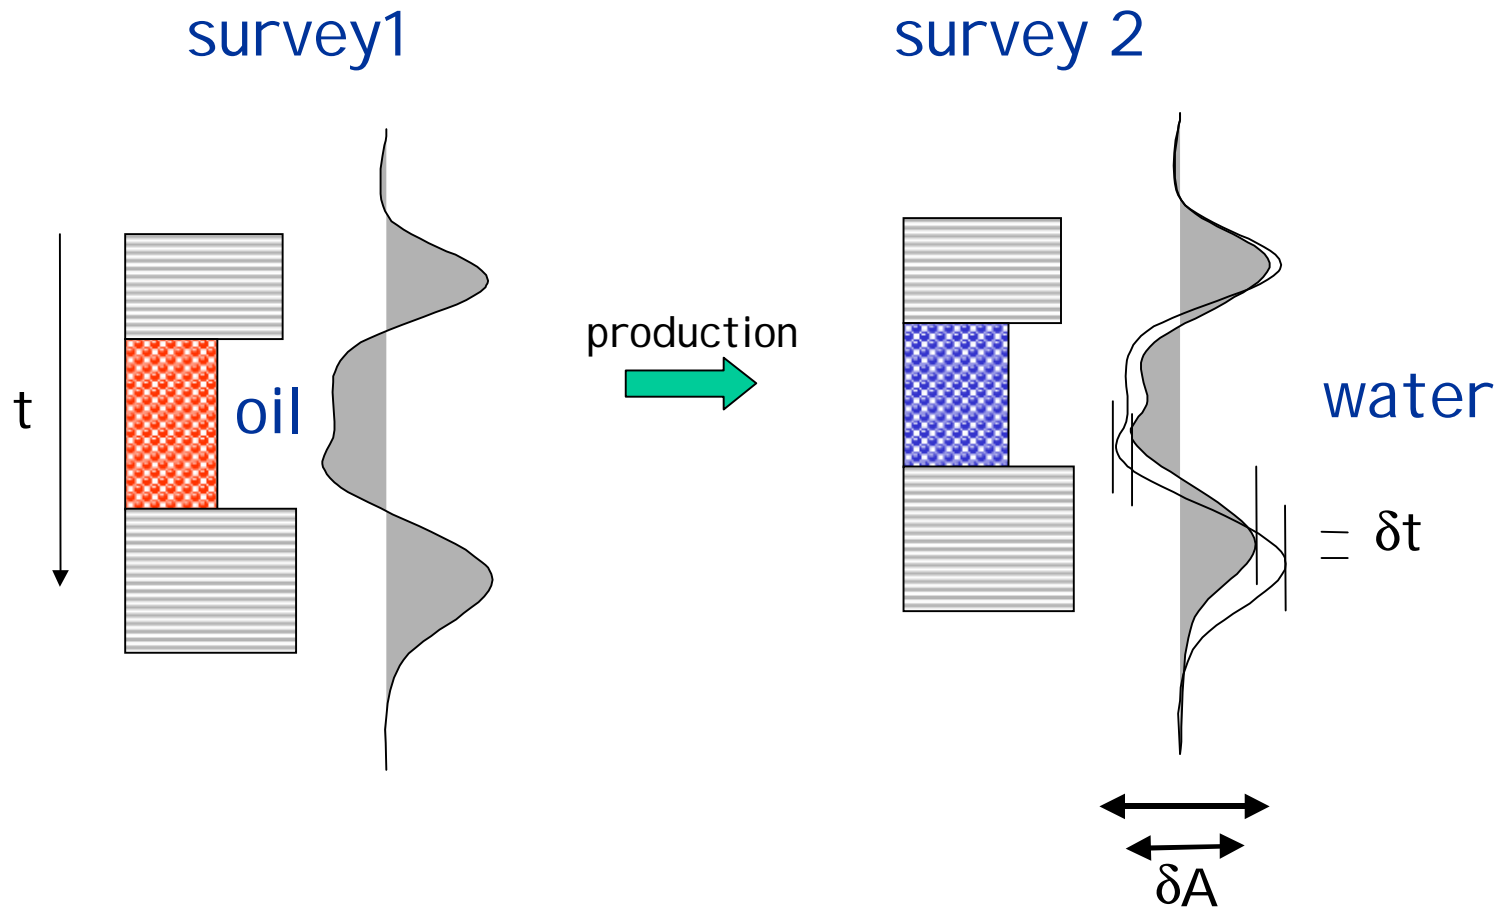 survey1
survey 2
production
t
oil
water
δt
δA